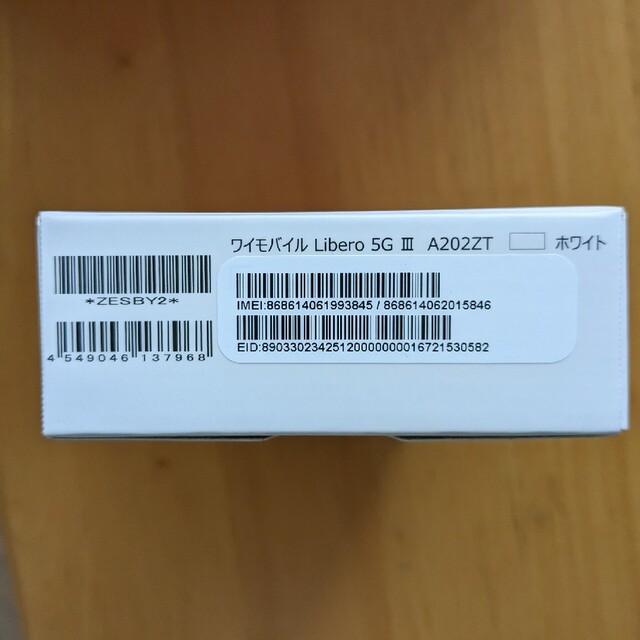 ワイモバイル Libero 5G Ⅲ A202ZT ホワイト
*ZESBY2*
4 549046 137968
IMEI:868614061993845 / 868614062015846
EID:89033023425120000000016721530582